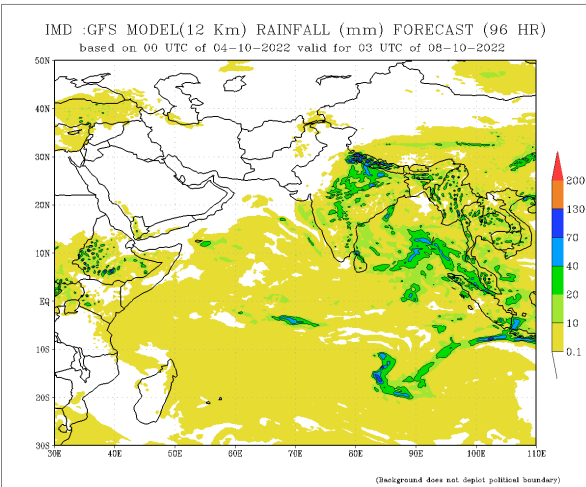 IMD :GFS MODEL(12 Km) RAINFALL (mm) FORECAST (96 HR)
based on 00 UTC of 04-10-2022 valid for 03 UTC of 08-10-2022
50N
40N
30N
20N
10N
EQ
10S
20S
30S
30E 40E 50E 60E 70E 80E 90E 100E 110E
200
130
70
40
20
10
0.1
(Background does not depict political boundary)